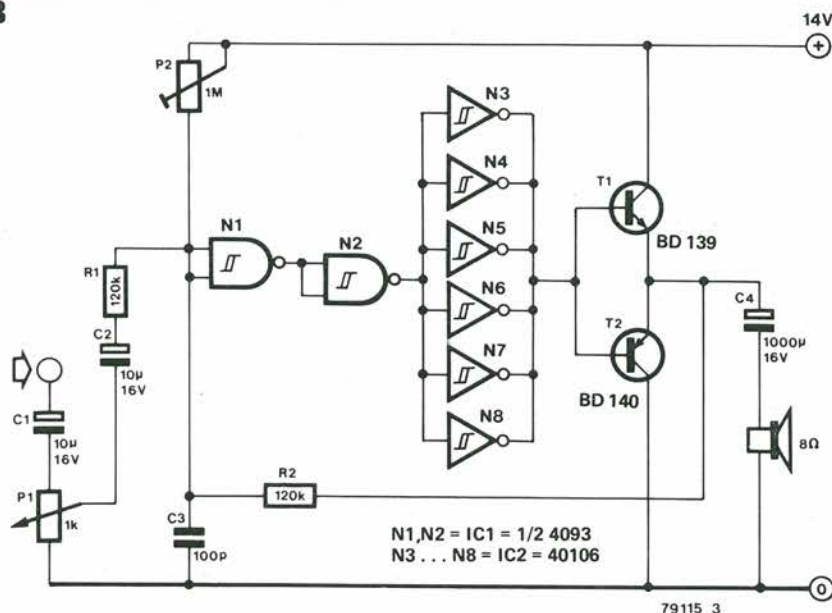 3
14V
+
P2
1M
N3
N4
N5
N6
N7
N8
N1
N2
T1
BD 139
T2
BD 140
R1
120k
C2
10µ
16V
C1
10µ
16V
P1
1k
R2
120k
C3
100p
C4
1000µ
16V
8Ω
N1,N2 = IC1 = 1/2 4093
N3 . . . N8 = IC2 = 40106
0
79115 3